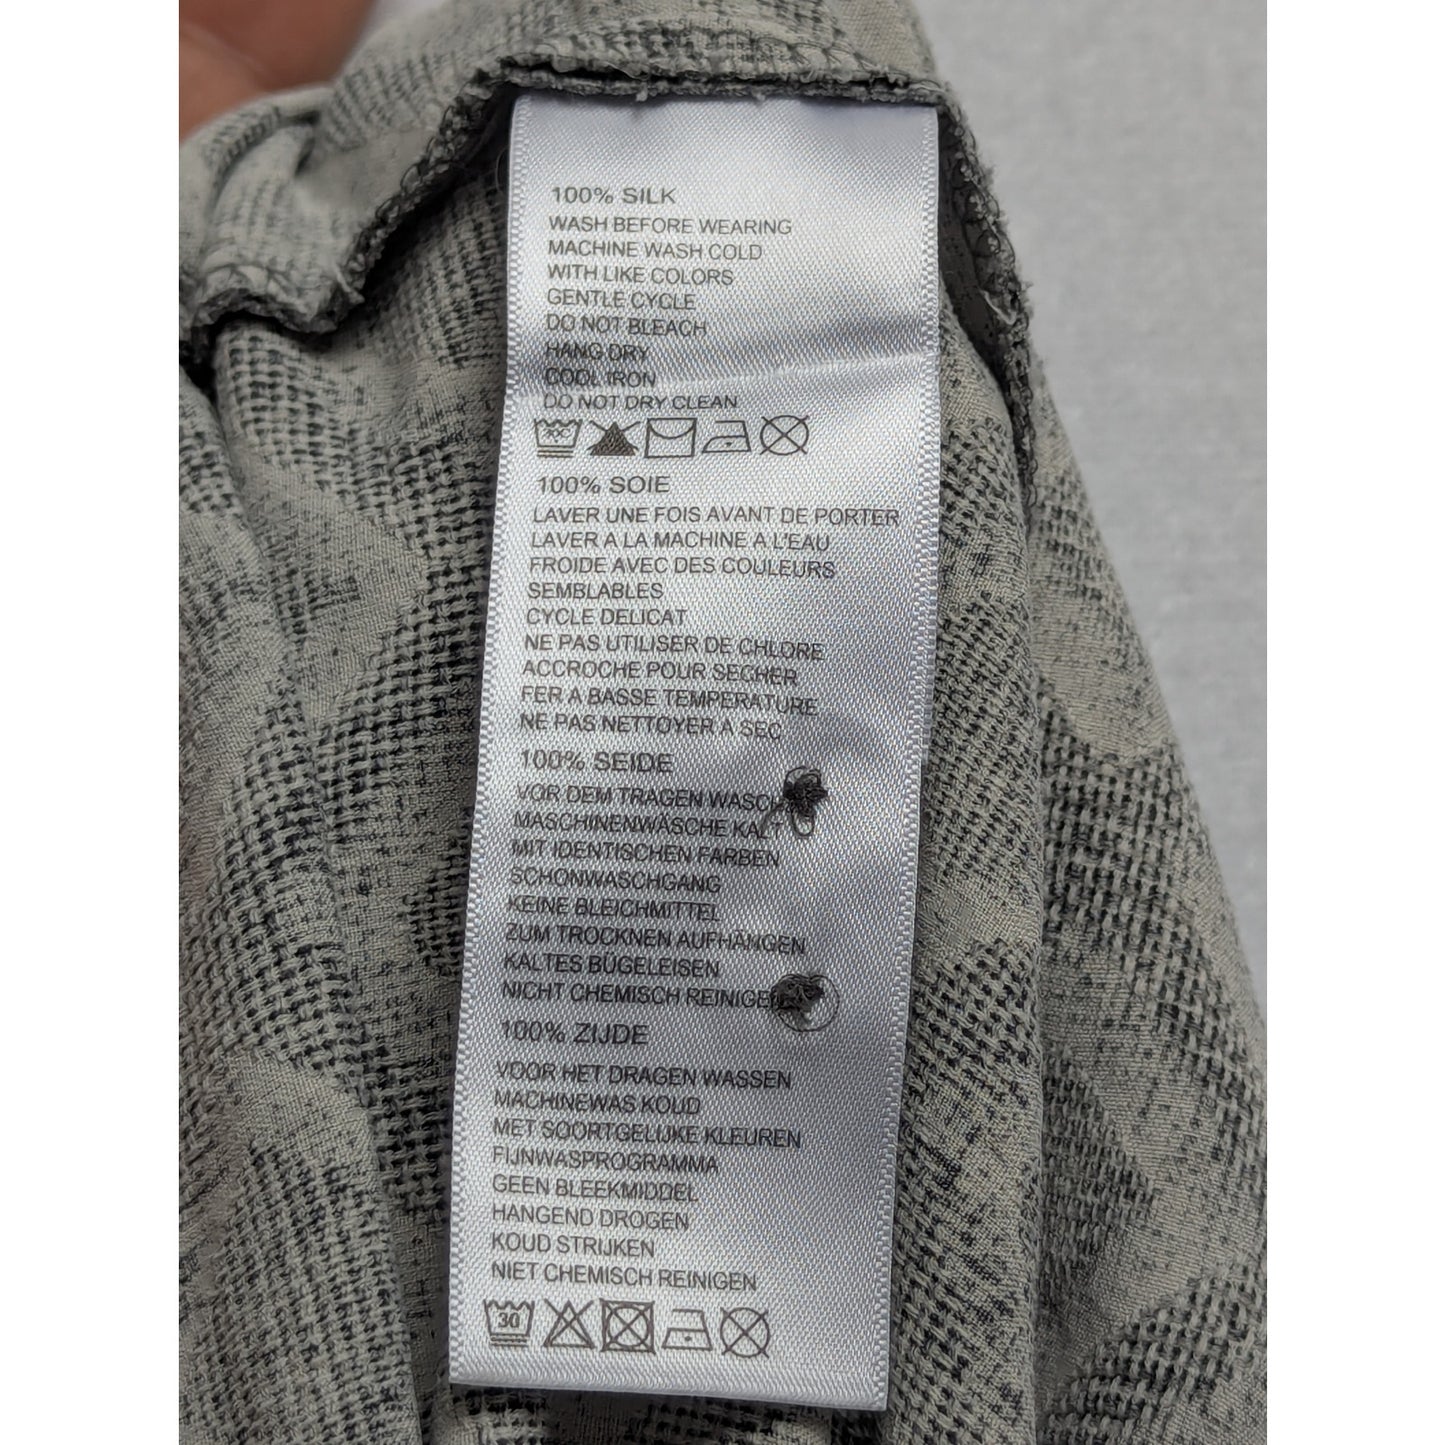 100% SILK
WASH BEFORE WEARING
MACHINE WASH COLD
WITH LIKE COLORS
GENTLE CYCLE
DO NOT BLEACH
HANG DRY
COOL IRON
DO NOT DRY CLEAN
100% SOIE
LAVER UNE FOIS AVANT DE PORTER
LAVER A LA MACHINE A L'EAU
FROIDE AVEC DES COULEURS
SEMBLABLES
CYCLE DELICAT
NE PAS UTILISER DE CHLORE
ACCROCHE POUR SECHER
FER A BASSE TEMPERATURE
NE PAS NETTOYER A SEC
100% SEIDE
VOR DEM TRAGEN
MASCHINENWÄSCHE KALT
MIT IDENTISCHEN FARBEN
SCHONWASCHGANG
KEINE BLEICHMITTEL
ZUM TROCKNEN AUFHÄNGEN
KALTES BÜGELEISEN
NICHT CHEMISCH
100% ZIJDE
VOOR HET DRAGEN WASSEN
MACHINEWAS KOUD
MET SOORTGELIJKE KLEUREN
FIJNWASPROGRAMMA
GEEN BLEEKMIDDEL
HANGEND DROGEN
KOUD STRIJKEN
NIET CHEMISCH REINIGEN
30